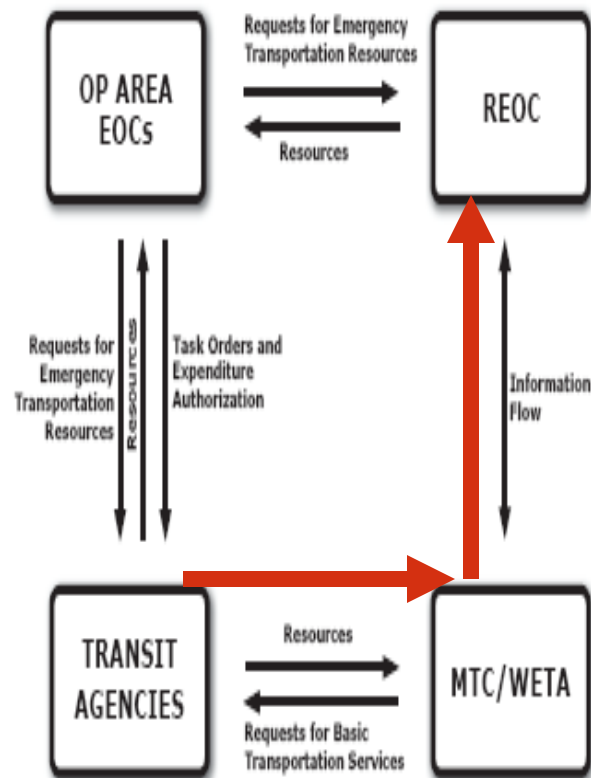 Requests for Emergency
Transportation Resources
OP AREA
EOCs
REOC
Resources
Requests for
Emergency
Transportation
Resources
Resources
Task Orders and
Expenditure
Authorization
Information
Flow
TRANSIT
AGENCIES
Resources
MTC/WETA
Requests for Basic
Transportation Services